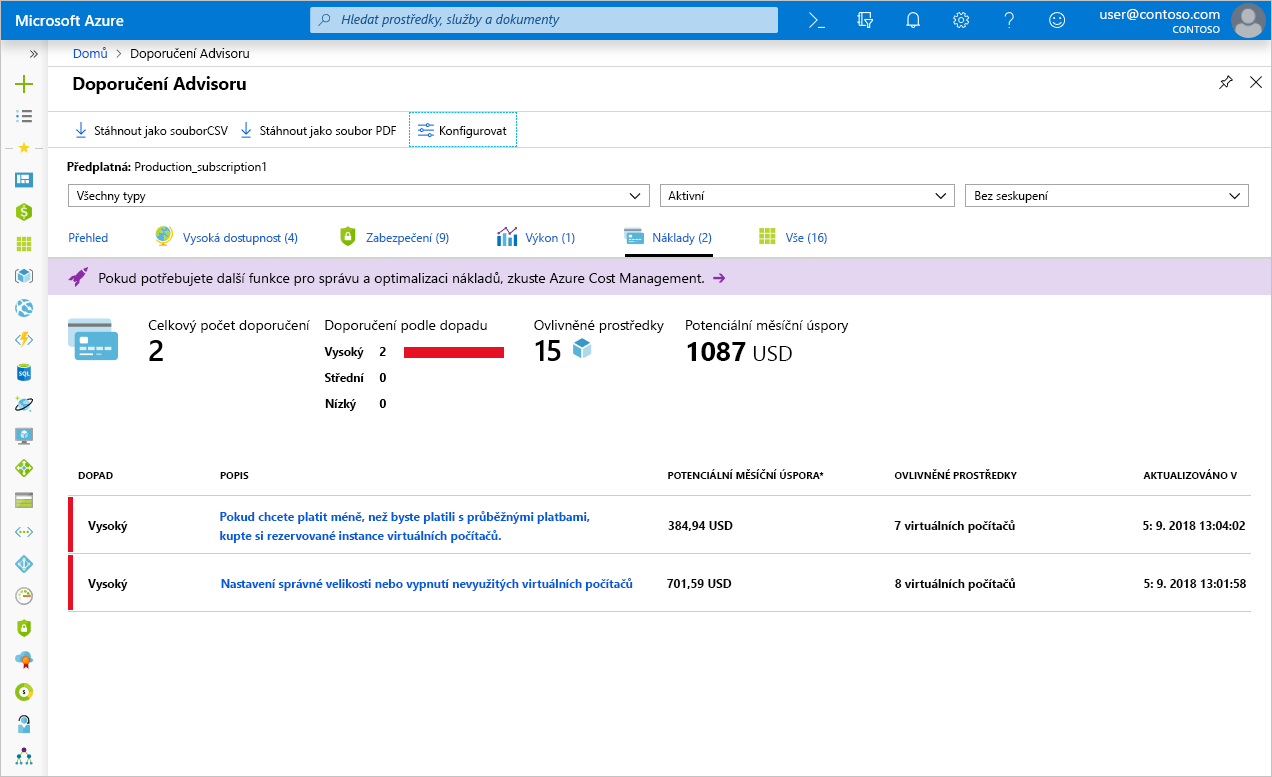 Microsoft Azure
Hledat prostředky, služby a dokumenty
user@contoso.com
CONTOSO
Domů > Doporučení Advisoru
Doporučení Advisoru
Stáhnout jako souborCSV
Stáhnout jako soubor PDF
Konfigurovat
Předplatná: Production_subscription1
Všechny typy
Aktivní
Bez seskupení
Přehled
Vysoká dostupnost (4)
Zabezpečení (9)
Výkon (1)
Náklady (2)
Vše (16)
Pokud potřebujete další funkce pro správu a optimalizaci nákladů, zkuste Azure Cost Management. →
Celkový počet doporučení
2
Doporučení podle dopadu
Vysoký 2
Střední 0
Nízký 0
Ovlivněné prostředky
15
Potenciální měsíční úspory
1087 USD
DOPAD
POPIS
POTENCIÁLNÍ MĚSÍČNÍ ÚSPORA*
OVLIVNĚNÉ PROSTŘEDKY
AKTUALIZOVÁNO V
Vysoký
Pokud chcete platit méně, než byste platili s průběžnými platbami,
kupte si rezervované instance virtuálních počítačů.
384,94 USD
7 virtuálních počítačů
5: 9. 2018 13:04:02
Vysoký
Nastavení správné velikosti nebo vypnutí nevyužitých virtuálních počítačů
701,59 USD
8 virtuálních počítačů
5: 9. 2018 13:01:58